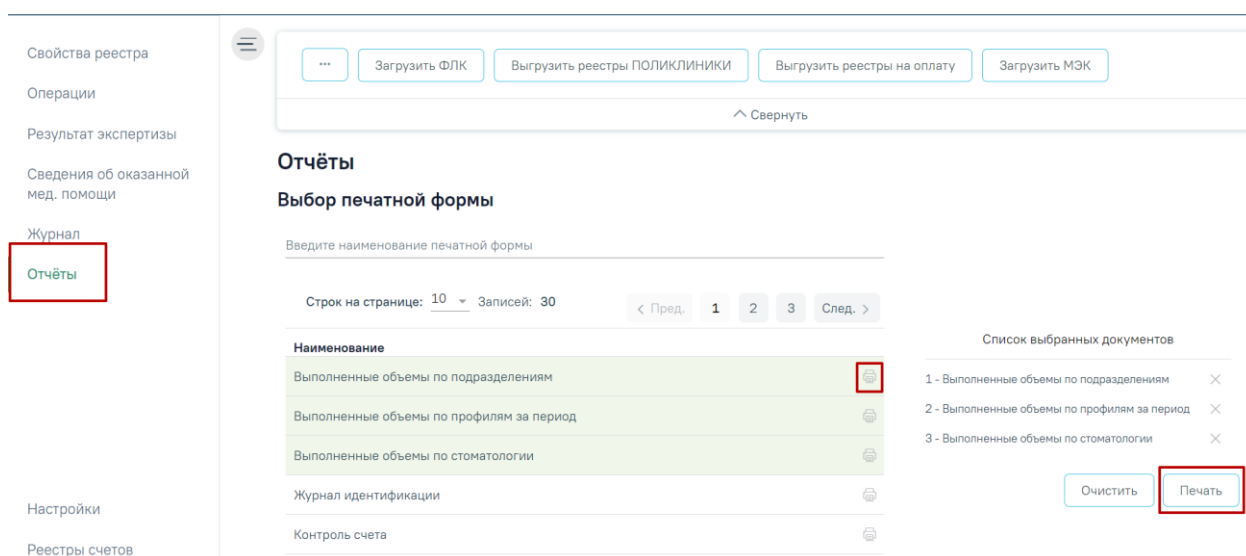 Свойства реестра
Операции
Результат экспертизы
Сведения об оказанной
мед. помощи
Журнал
Отчёты
Настройки
Реестры счетов
... Загрузить ФЛК Выгрузить реестры ПОЛИКЛИНИКИ Выгрузить реестры на оплату Загрузить МЭК
Свернуть
Отчёты
Выбор печатной формы
Введите наименование печатной формы
Строк на странице: 10 Записей: 30 < Пред. 1 2 3 След. >
Наименование
Выполненные объемы по подразделениям
Выполненные объемы по профилям за период
Выполненные объемы по стоматологии
Журнал идентификации
Контроль счета
Список выбранных документов
1 - Выполненные объемы по подразделениям
2 - Выполненные объемы по профилям за период
3 - Выполненные объемы по стоматологии
Очистить Печать